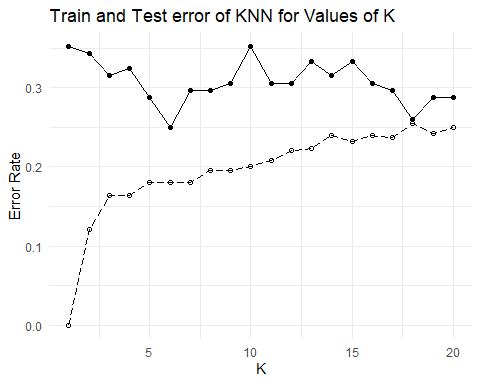 Train and Test error of KNN for Values of K
Error Rate
0.3
0.2
0.1
0.0
5 10 15 20
K